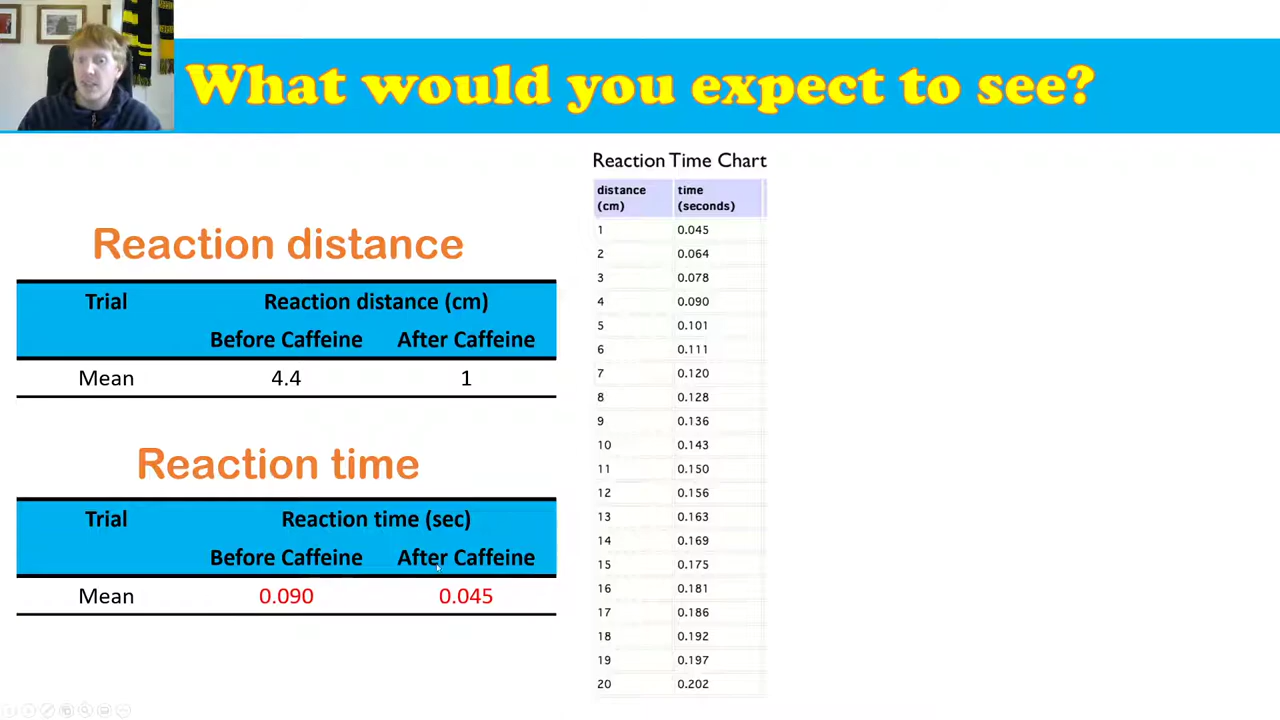 What would you expect to see?
Reaction distance
Trial Reaction distance (cm)
Before Caffeine After Caffeine
Mean 4.4 1
Reaction time
Trial Reaction time (sec)
Before Caffeine After Caffeine
Mean 0.090 0.045
Reaction Time Chart
distance time
(cm) (seconds)
1 0.045
2 0.064
3 0.078
4 0.090
5 0.101
6 0.111
7 0.120
8 0.128
9 0.136
10 0.143
11 0.150
12 0.156
13 0.163
14 0.169
15 0.175
16 0.181
17 0.186
18 0.192
19 0.197
20 0.202